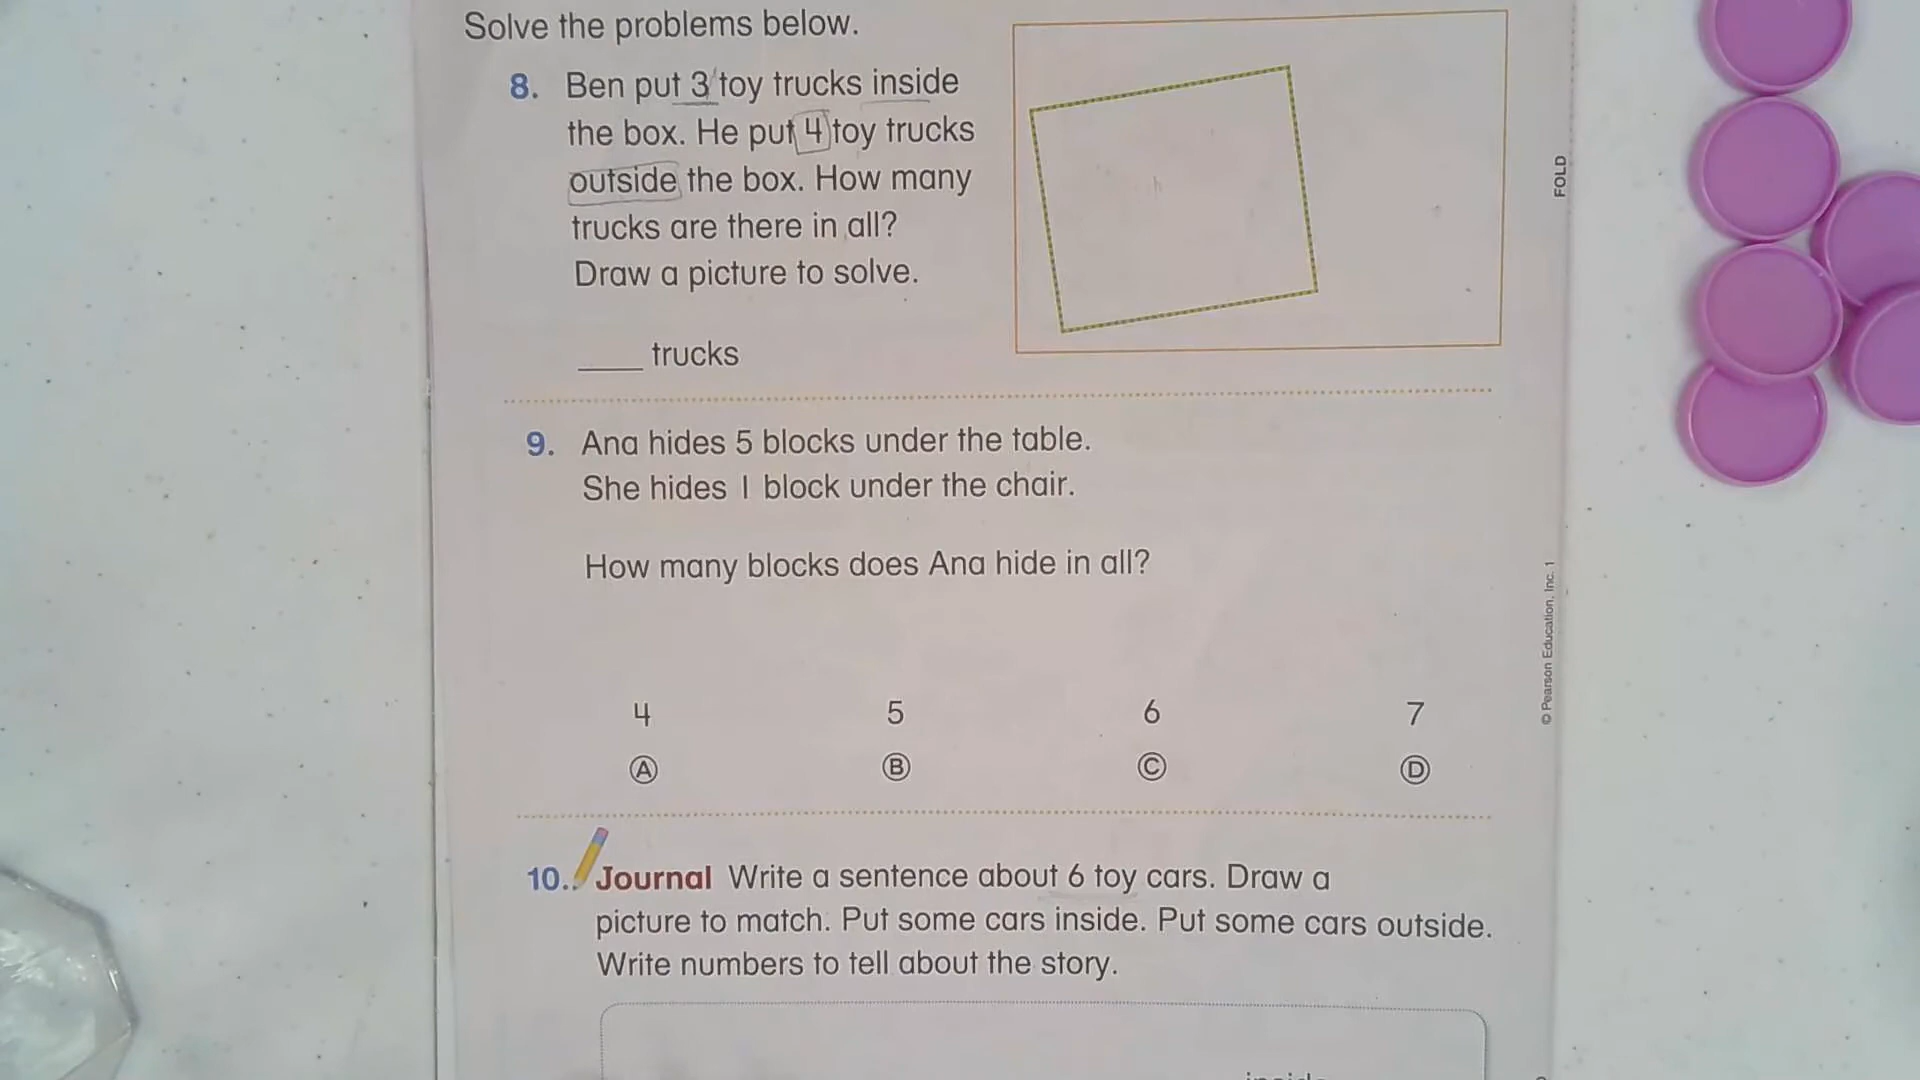 Solve the problems below.
8. Ben put 3 toy trucks inside
the box. He put 4 toy trucks
outside the box. How many
trucks are there in all?
Draw a picture to solve.
____ trucks
FOLD
9. Ana hides 5 blocks under the table.
She hides 1 block under the chair.
How many blocks does Ana hide in all?
4 5 6 7
A B C D
© Pearson Education, Inc. 1
10. Journal Write a sentence about 6 toy cars. Draw a
picture to match. Put some cars inside. Put some cars outside.
Write numbers to tell about the story.